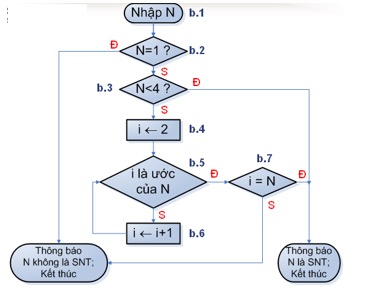 Nhập N
b.1
Đ
N=1 ?
b.2
S
b.3
N<4 ?
Đ
S
i ← 2
b.4
b.5
b.7
i là ước
của N
Đ
i = N
Đ
S
S
i ← i+1
b.6
Thông báo
N không là SNT;
Kết thúc
Thông báo
N là SNT;
Kết thúc